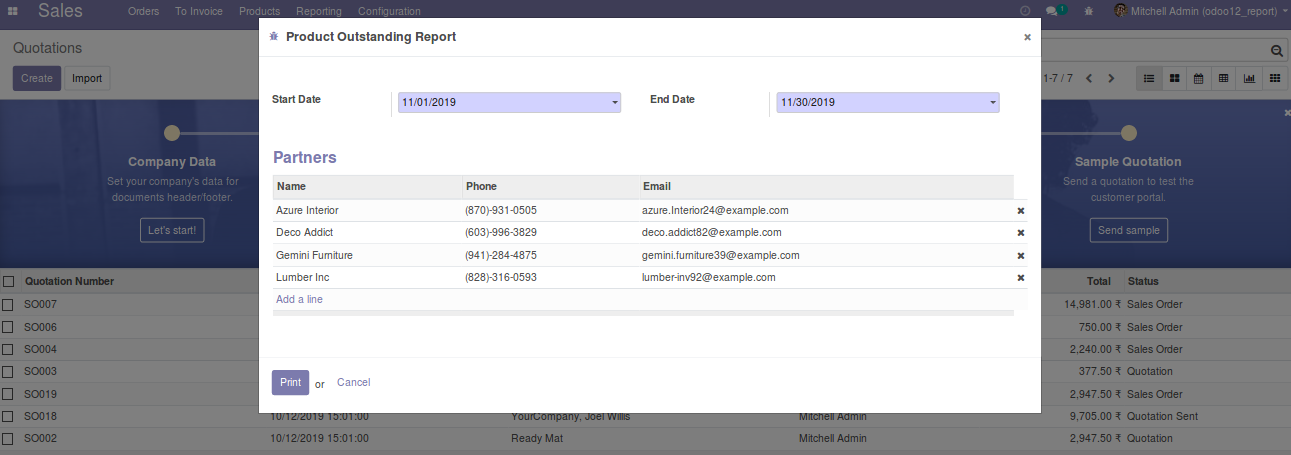 Sales Orders To Invoice Products Reporting Configuration 1 Mitchell Admin (odoo12_report)
Quotations
Create Import
1-7 / 7
Product Outstanding Report
Start Date 11/01/2019 End Date 11/30/2019
Partners
Name Phone Email
Azure Interior (870)-931-0505 azure.Interior24@example.com
Deco Addict (603)-996-3829 deco.addict82@example.com
Gemini Furniture (941)-284-4875 gemini.furniture39@example.com
Lumber Inc (828)-316-0593 lumber-inv92@example.com
Add a line
Print or Cancel
Company Data
Set your company's data for
documents header/footer.
Let's start!
Sample Quotation
Send a quotation to test the
customer portal.
Send sample
Quotation Number Total Status
SO007 14,981.00 ₹ Sales Order
SO006 750.00 ₹ Sales Order
SO004 2,240.00 ₹ Sales Order
SO003 377.50 ₹ Quotation
SO019 2,947.50 ₹ Sales Order
SO018 10/12/2019 15:01:00 YourCompany, Joel Willis Mitchell Admin 9,705.00 ₹ Quotation Sent
SO002 10/12/2019 15:01:00 Ready Mat Mitchell Admin 2,947.50 ₹ Quotation